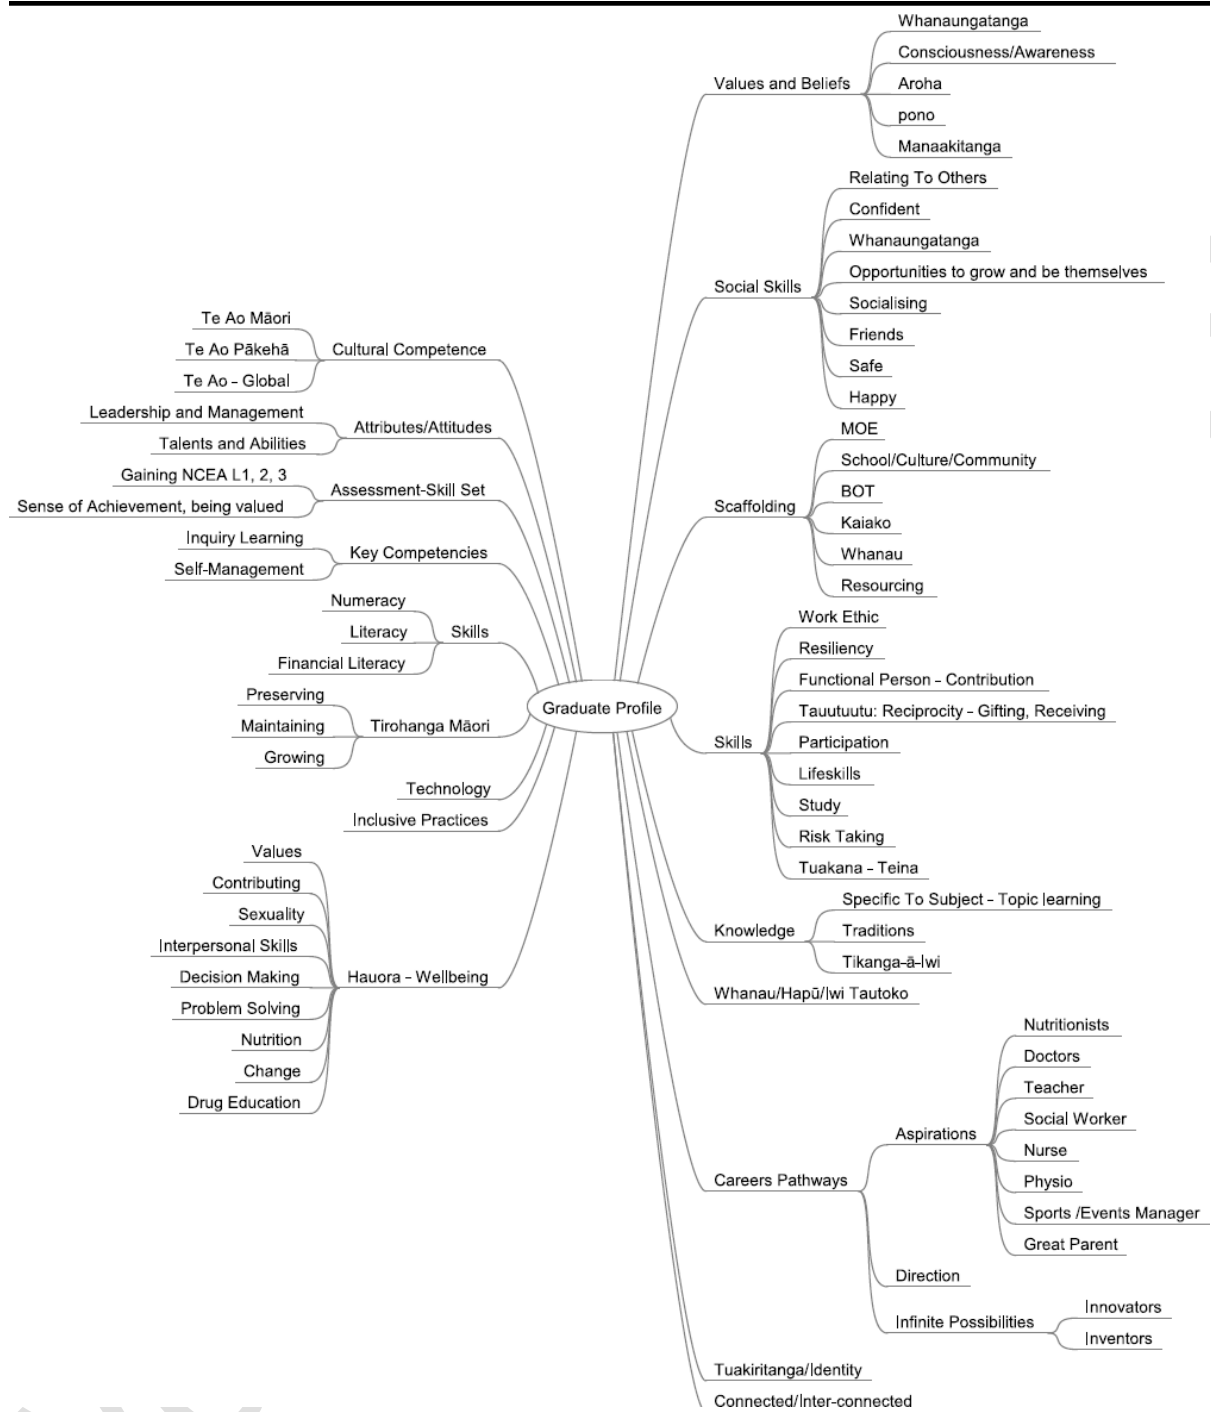 Whanaungatanga
Consciousness/Awareness
Values and Beliefs
Aroha
pono
Manaakitanga
Relating To Others
Confident
Whanaungatanga
Opportunities to grow and be themselves
Social Skills
Socialising
Friends
Safe
Happy
MOE
School/Culture/Community
BOT
Scaffolding
Kaiako
Whanau
Resourcing
Work Ethic
Resiliency
Functional Person – Contribution
Tautuutu: Reciprocity – Gifting, Receiving
Skills
Participation
Lifeskills
Study
Risk Taking
Tuakana – Teina
Specific To Subject – Topic learning
Knowledge
Traditions
Tikanga-ā-Iwi
Whanau/Hapū/Iwi Tautoko
Nutritionists
Doctors
Teacher
Social Worker
Aspirations
Nurse
Physio
Sports /Events Manager
Great Parent
Careers Pathways
Direction
Infinite Possibilities
Innovators
Inventors
Tuakiritanga/Identity
Connected/Inter-connected
Graduate Profile
Te Ao Māori
Te Ao Pākehā
Cultural Competence
Te Ao – Global
Leadership and Management
Attributes/Attitudes
Talents and Abilities
Gaining NCEA L1, 2, 3
Assessment-Skill Set
Sense of Achievement, being valued
Inquiry Learning
Key Competencies
Self-Management
Numeracy
Literacy
Skills
Financial Literacy
Preserving
Maintaining
Tirohanga Māori
Growing
Technology
Inclusive Practices
Values
Contributing
Sexuality
Interpersonal Skills
Decision Making
Hauora – Wellbeing
Problem Solving
Nutrition
Change
Drug Education